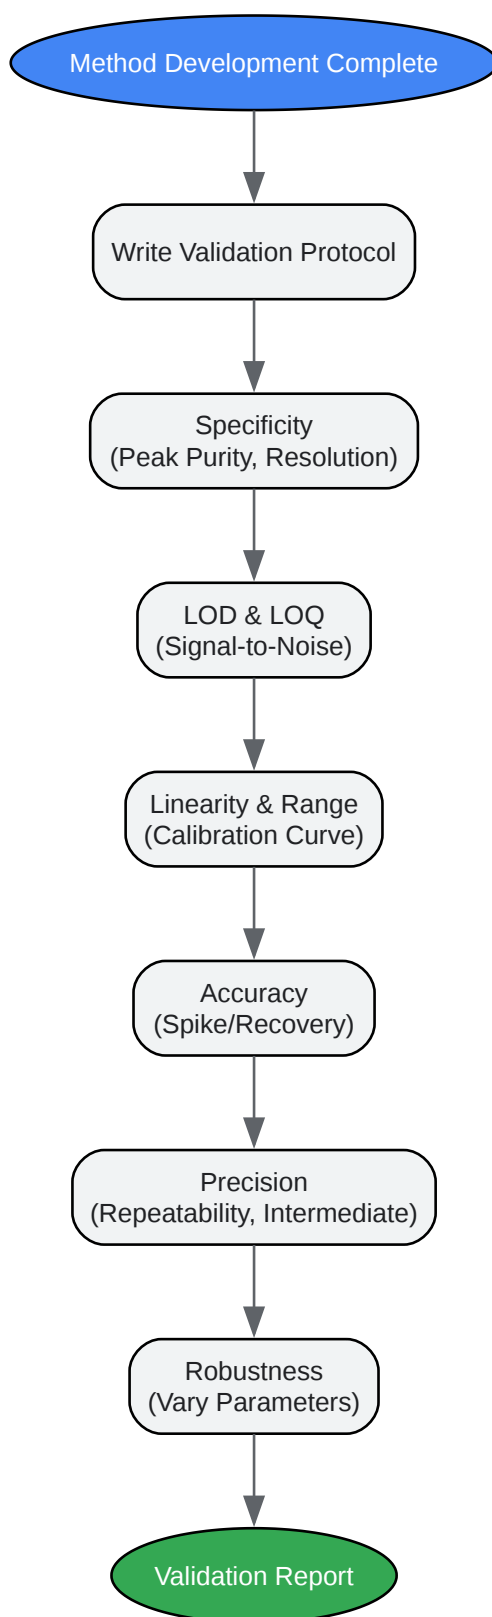 Method Development Complete
Write Validation Protocol
Specificity
(Peak Purity, Resolution)
LOD & LOQ
(Signal-to-Noise)
Linearity & Range
(Calibration Curve)
Accuracy
(Spike/Recovery)
Precision
(Repeatability, Intermediate)
Robustness
(Vary Parameters)
Validation Report